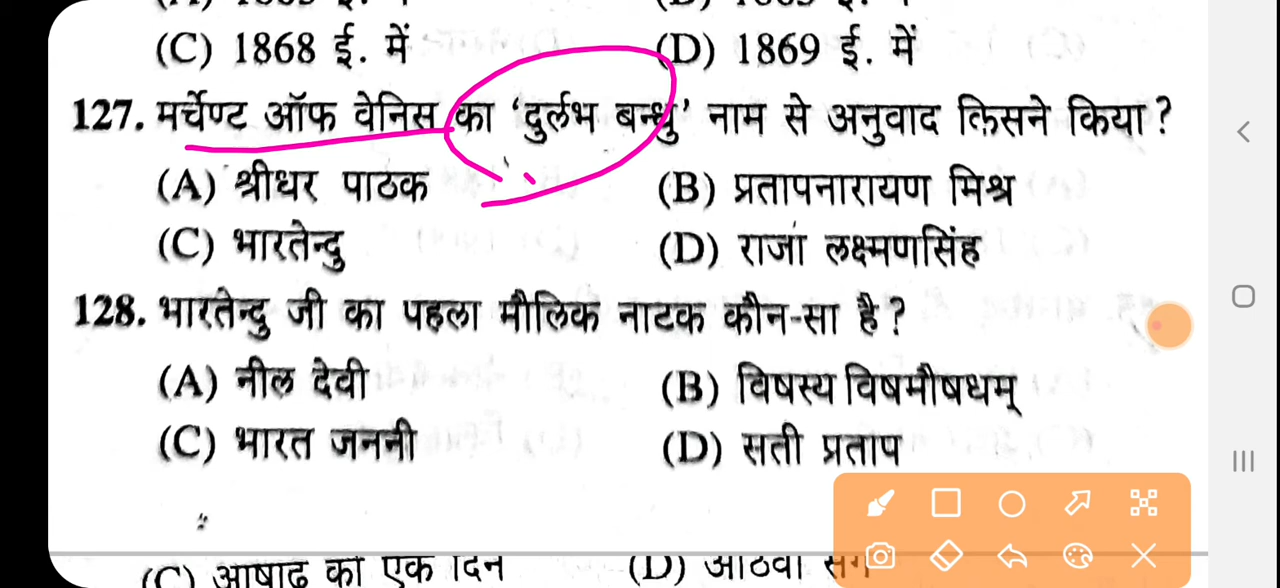 (C) 1868 ई. में (D) 1869 ई. में
127. मर्चेण्ट ऑफ वेनिस का ‘दुर्लभ बन्धु’ नाम से अनुवाद किसने किया?
(A) श्रीधर पाठक (B) प्रतापनारायण मिश्र
(C) भारतेन्दु (D) राजा लक्ष्मणसिंह
128. भारतेन्दु जी का पहला मौलिक नाटक कौन-सा है?
(A) नील देवी (B) विषस्य विषमौषधम्
(C) भारत जननी (D) सती प्रताप
(C) आषाढ़ का एक दिन (D) आठवां सर्ग